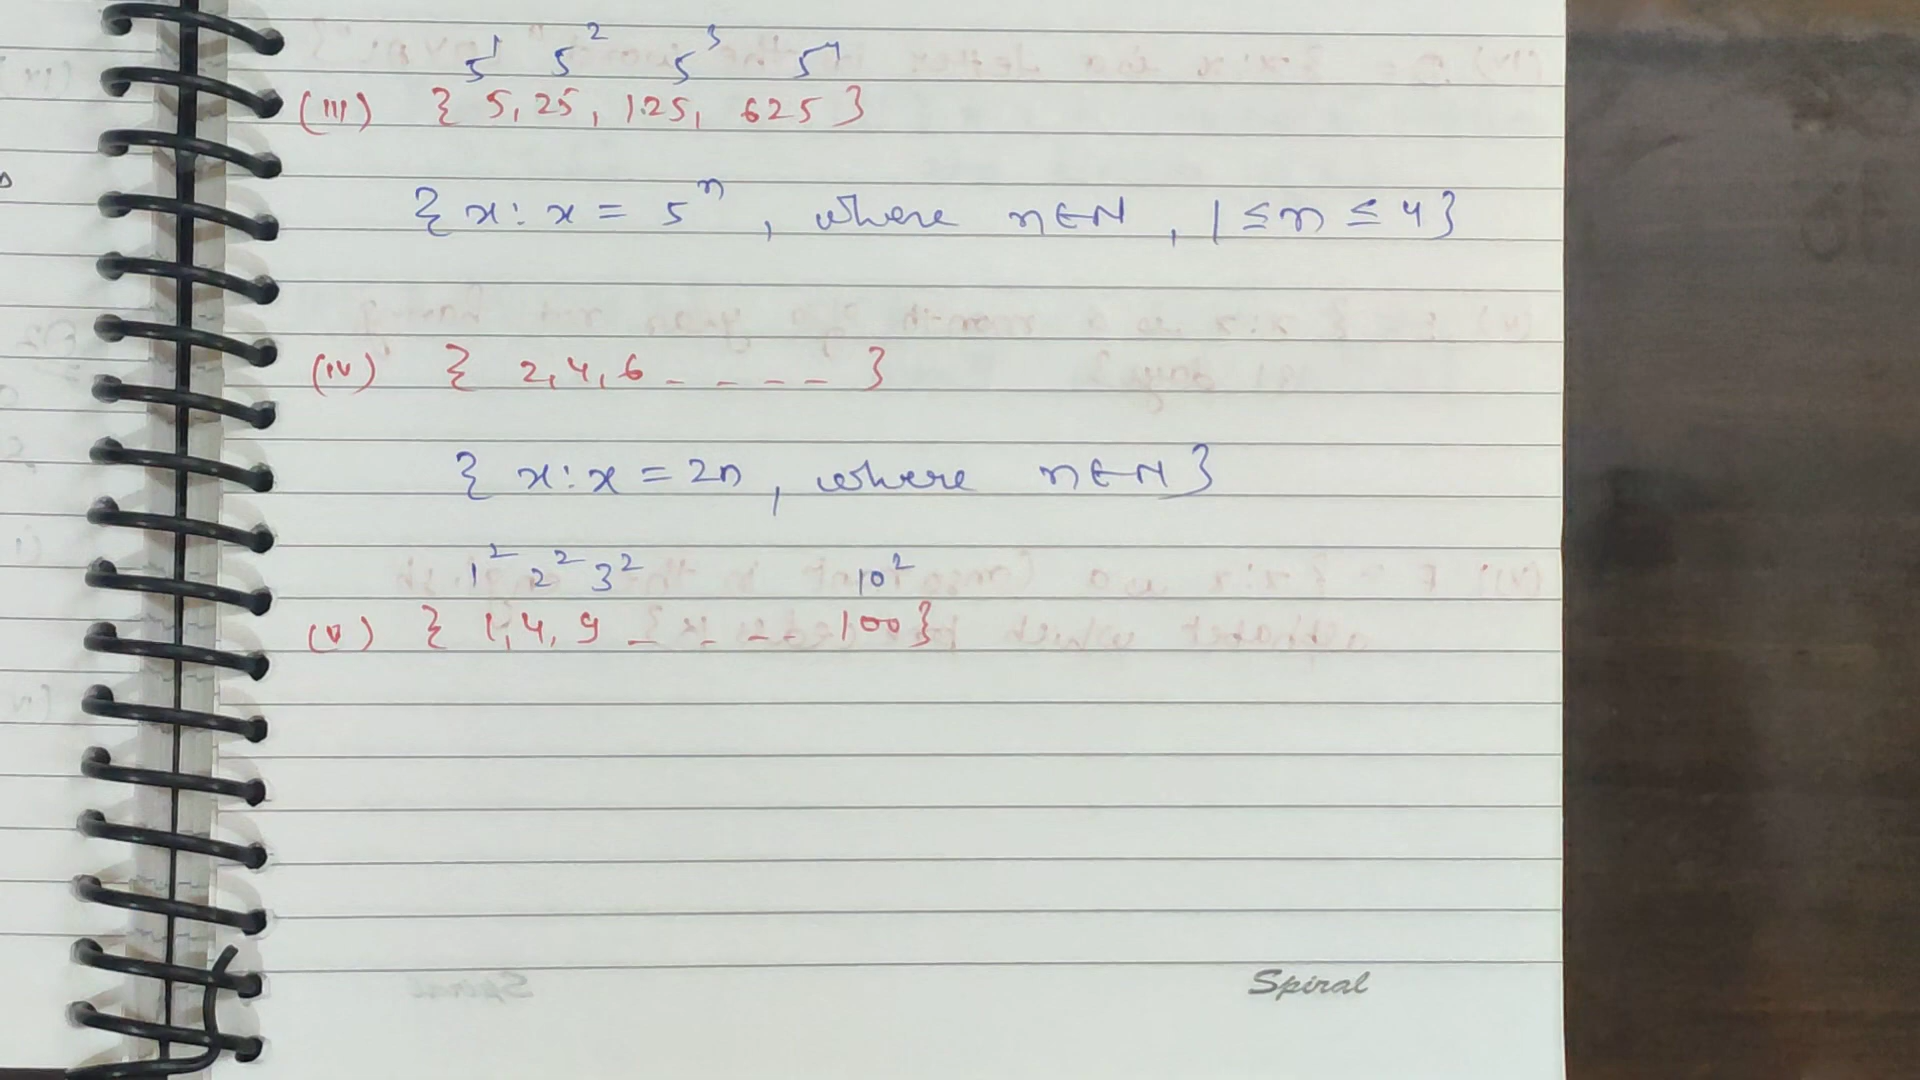 5¹ 5² 5³ 5⁴
(iii) { 5, 25, 125, 625 }
{ x : x = 5ⁿ, where n∈N, 1 ≤ n ≤ 4 }
(iv) { 2, 4, 6 _ _ _ _ }
{ x : x = 2n, where n∈N }
1² 2² 3² 10²
(v) { 1, 4, 9 _ _ _ _ 100 }
Spiral